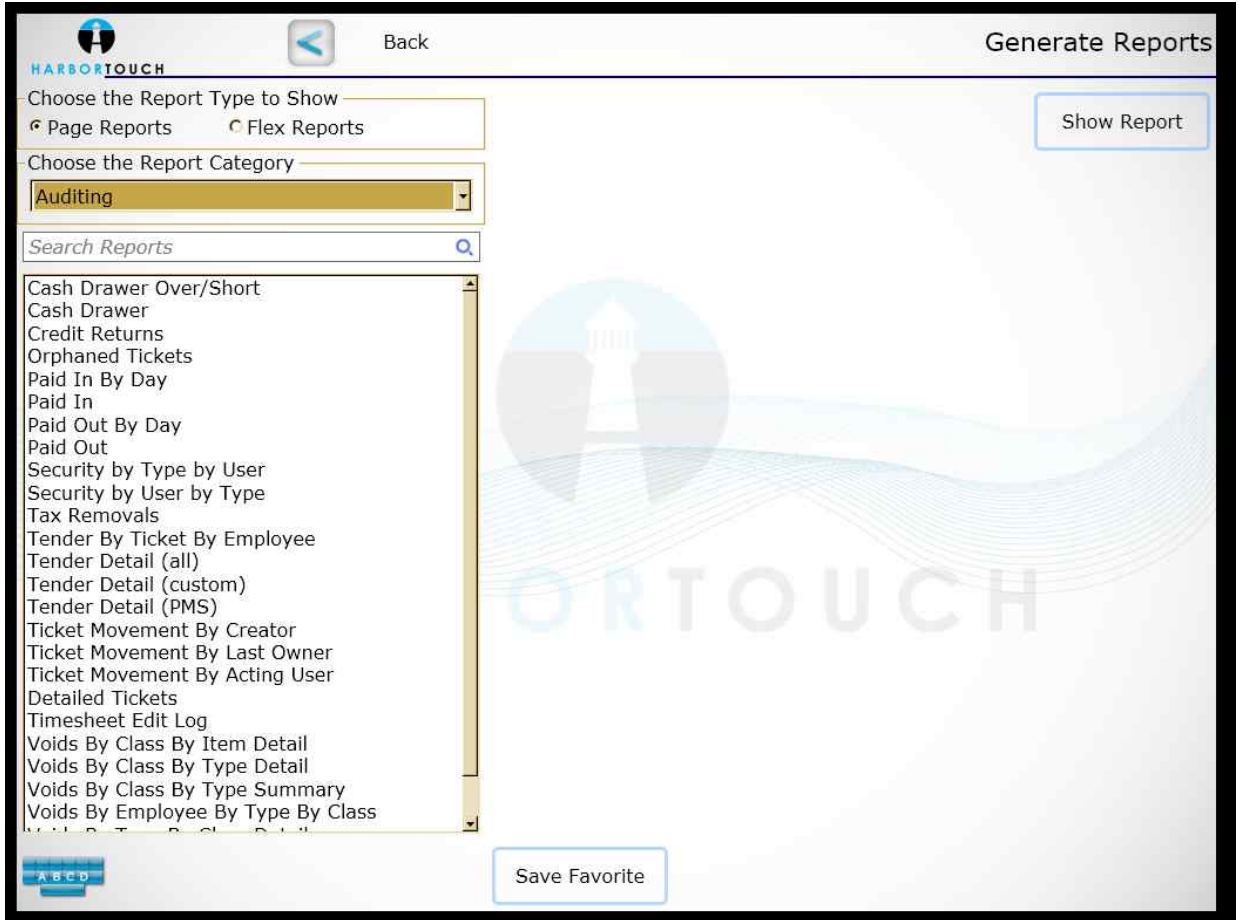 HARBORTOUCH
Back
Generate Reports
Choose the Report Type to Show
Page Reports
Flex Reports
Show Report
Choose the Report Category
Auditing
Search Reports
Cash Drawer Over/Short
Cash Drawer
Credit Returns
Orphaned Tickets
Paid In By Day
Paid In
Paid Out By Day
Paid Out
Security by Type by User
Security by User by Type
Tax Removals
Tender By Ticket By Employee
Tender Detail (all)
Tender Detail (custom)
Tender Detail (PMS)
Ticket Movement By Creator
Ticket Movement By Last Owner
Ticket Movement By Acting User
Detailed Tickets
Timesheet Edit Log
Voids By Class By Item Detail
Voids By Class By Type Detail
Voids By Class By Type Summary
Voids By Employee By Type By Class
ORTOUCH
ABCD
Save Favorite